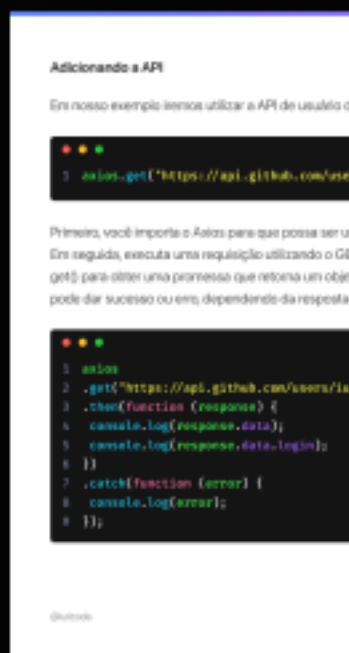 Adicionando a API
Em nosso exemplo iremos utilizar a API de usuário d
1 axios.get("https://api.github.com/use
Primeiro, você importa o Axios para que possa ser u
Em seguida, executa uma requisição utilizando o GE
get() para obter uma promessa que retorna um obje
pode dar sucesso ou erro, dependendo da resposta
1 axios
2 .get("https://api.github.com/users/iu
3 .then(function (response) {
4 console.log(response.data);
5 console.log(response.data.login);
6 })
7 .catch(function (error) {
8 console.log(error);
9 });